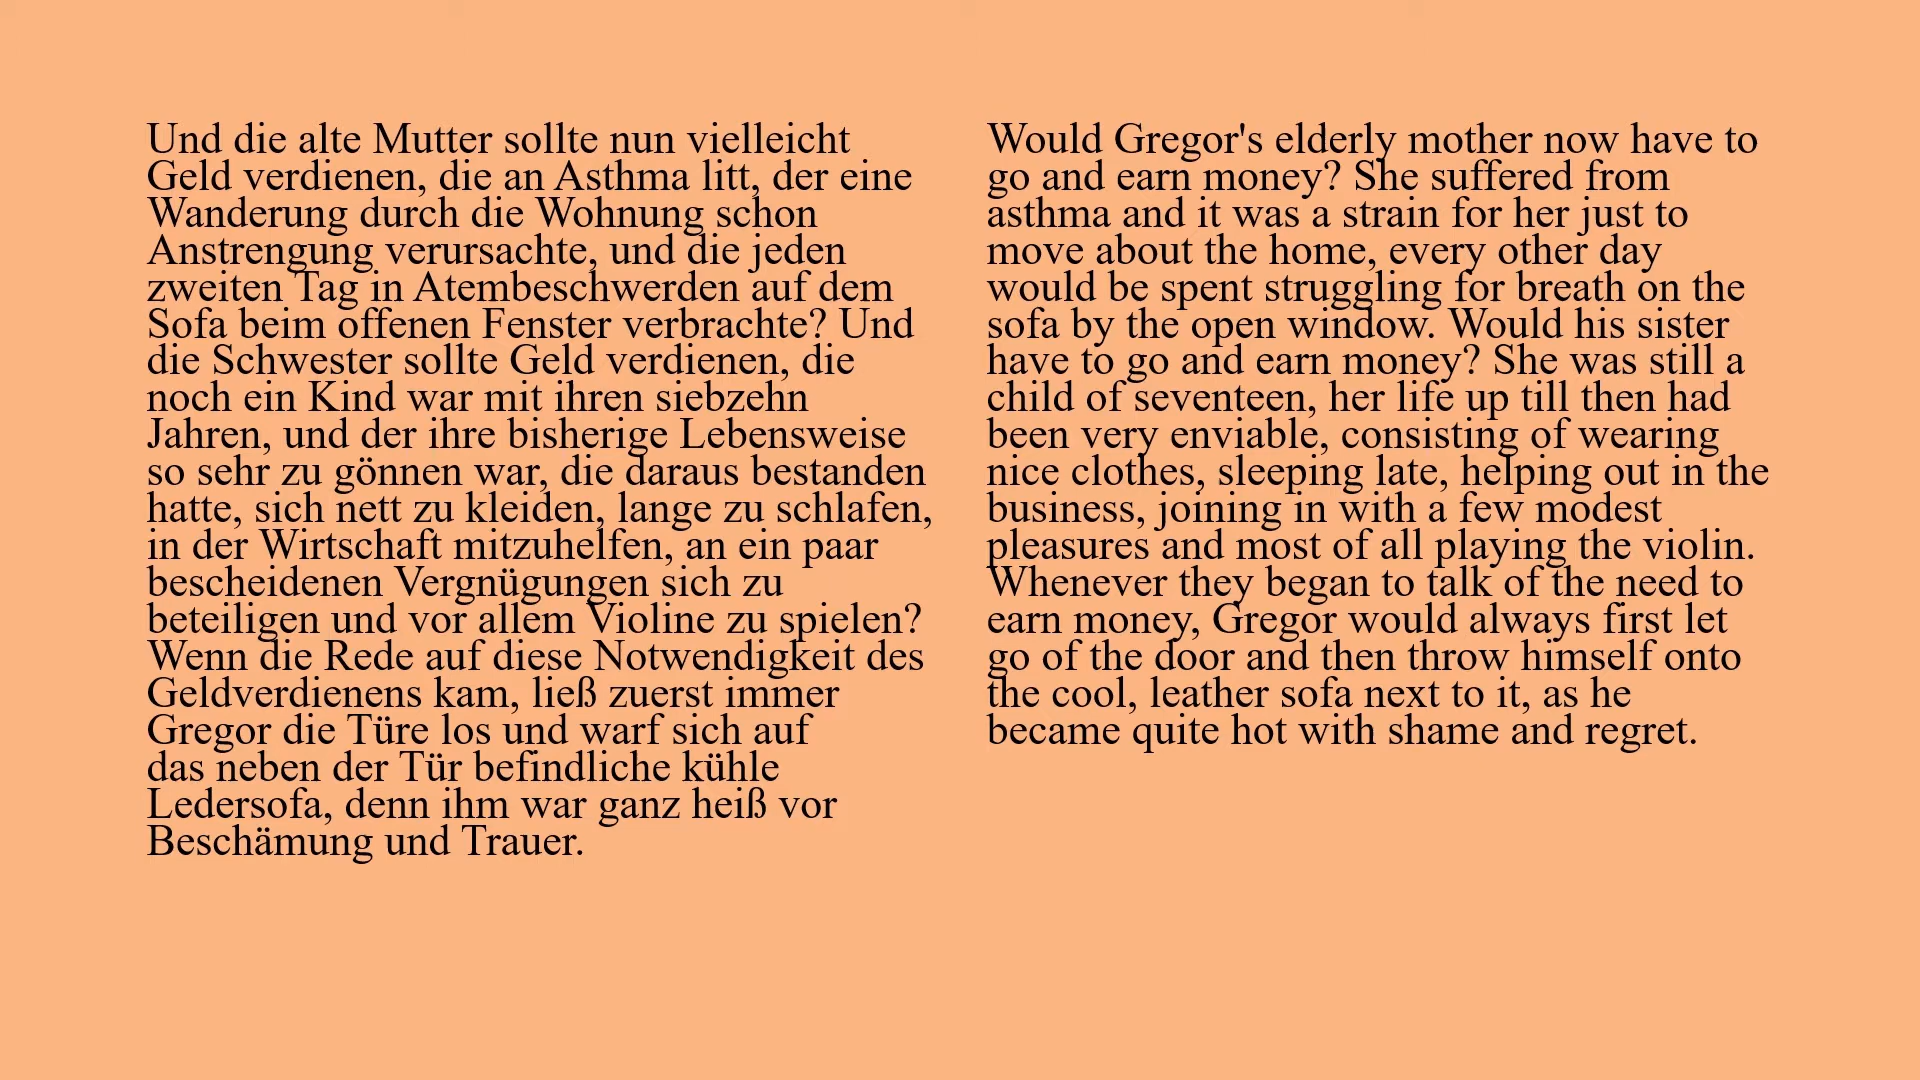 Und die alte Mutter sollte nun vielleicht
Geld verdienen, die an Asthma litt, der eine
Wanderung durch die Wohnung schon
Anstrengung verursachte, und die jeden
zweiten Tag in Atembeschwerden auf dem
Sofa beim offenen Fenster verbrachte? Und
die Schwester sollte Geld verdienen, die
noch ein Kind war mit ihren siebzehn
Jahren, und der ihre bisherige Lebensweise
so sehr zu gönnen war, die daraus bestanden
hatte, sich nett zu kleiden, lange zu schlafen,
in der Wirtschaft mitzuhelfen, an ein paar
bescheidenen Vergnügungen sich zu
beteiligen und vor allem Violine zu spielen?
Wenn die Rede auf diese Notwendigkeit des
Geldverdienens kam, ließ zuerst immer
Gregor die Türe los und warf sich auf
das neben der Tür befindliche kühle
Ledersofa, denn ihm war ganz heiß vor
Beschämung und Trauer.
Would Gregor's elderly mother now have to
go and earn money? She suffered from
asthma and it was a strain for her just to
move about the home, every other day
would be spent struggling for breath on the
sofa by the open window. Would his sister
have to go and earn money? She was still a
child of seventeen, her life up till then had
been very enviable, consisting of wearing
nice clothes, sleeping late, helping out in the
business, joining in with a few modest
pleasures and most of all playing the violin.
Whenever they began to talk of the need to
earn money, Gregor would always first let
go of the door and then throw himself onto
the cool, leather sofa next to it, as he
became quite hot with shame and regret.